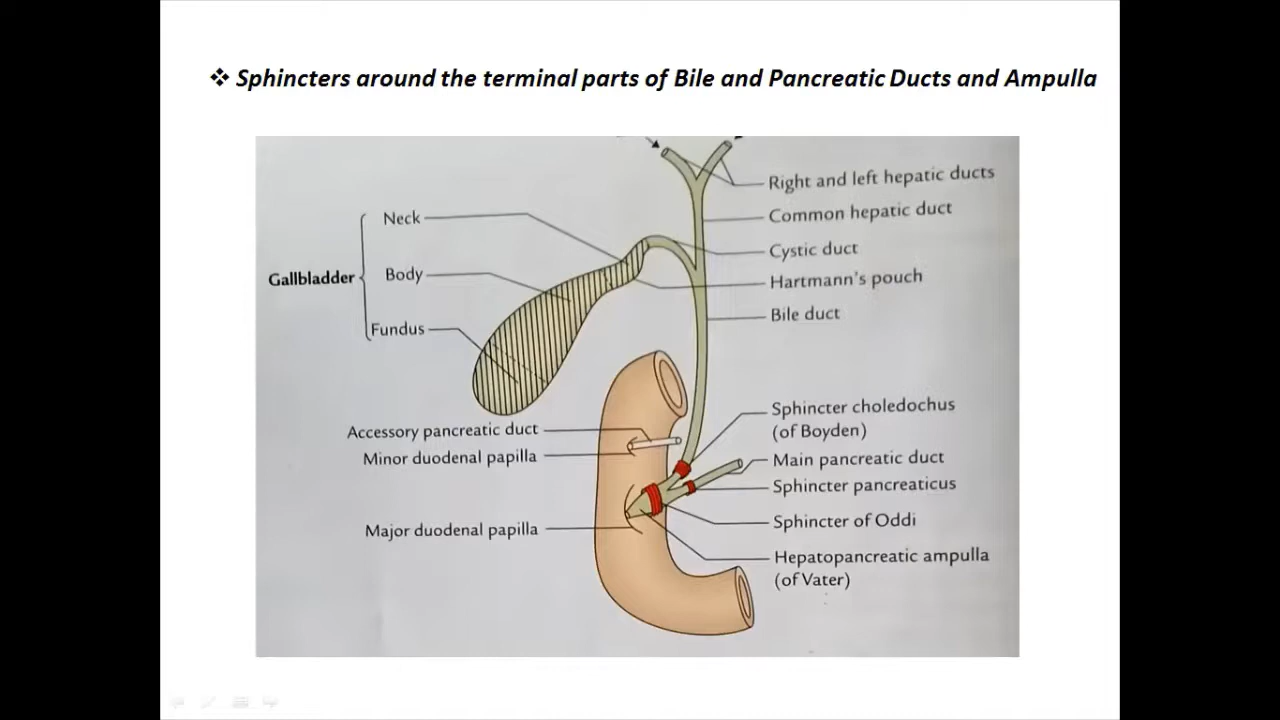 ❖ Sphincters around the terminal parts of Bile and Pancreatic Ducts and Ampulla
Right and left hepatic ducts
Neck
Common hepatic duct
Cystic duct
Gallbladder
Body
Hartmann's pouch
Bile duct
Fundus
Sphincter choledochus
(of Boyden)
Accessory pancreatic duct
Minor duodenal papilla
Main pancreatic duct
Sphincter pancreaticus
Sphincter of Oddi
Major duodenal papilla
Hepatopancreatic ampulla
(of Vater)